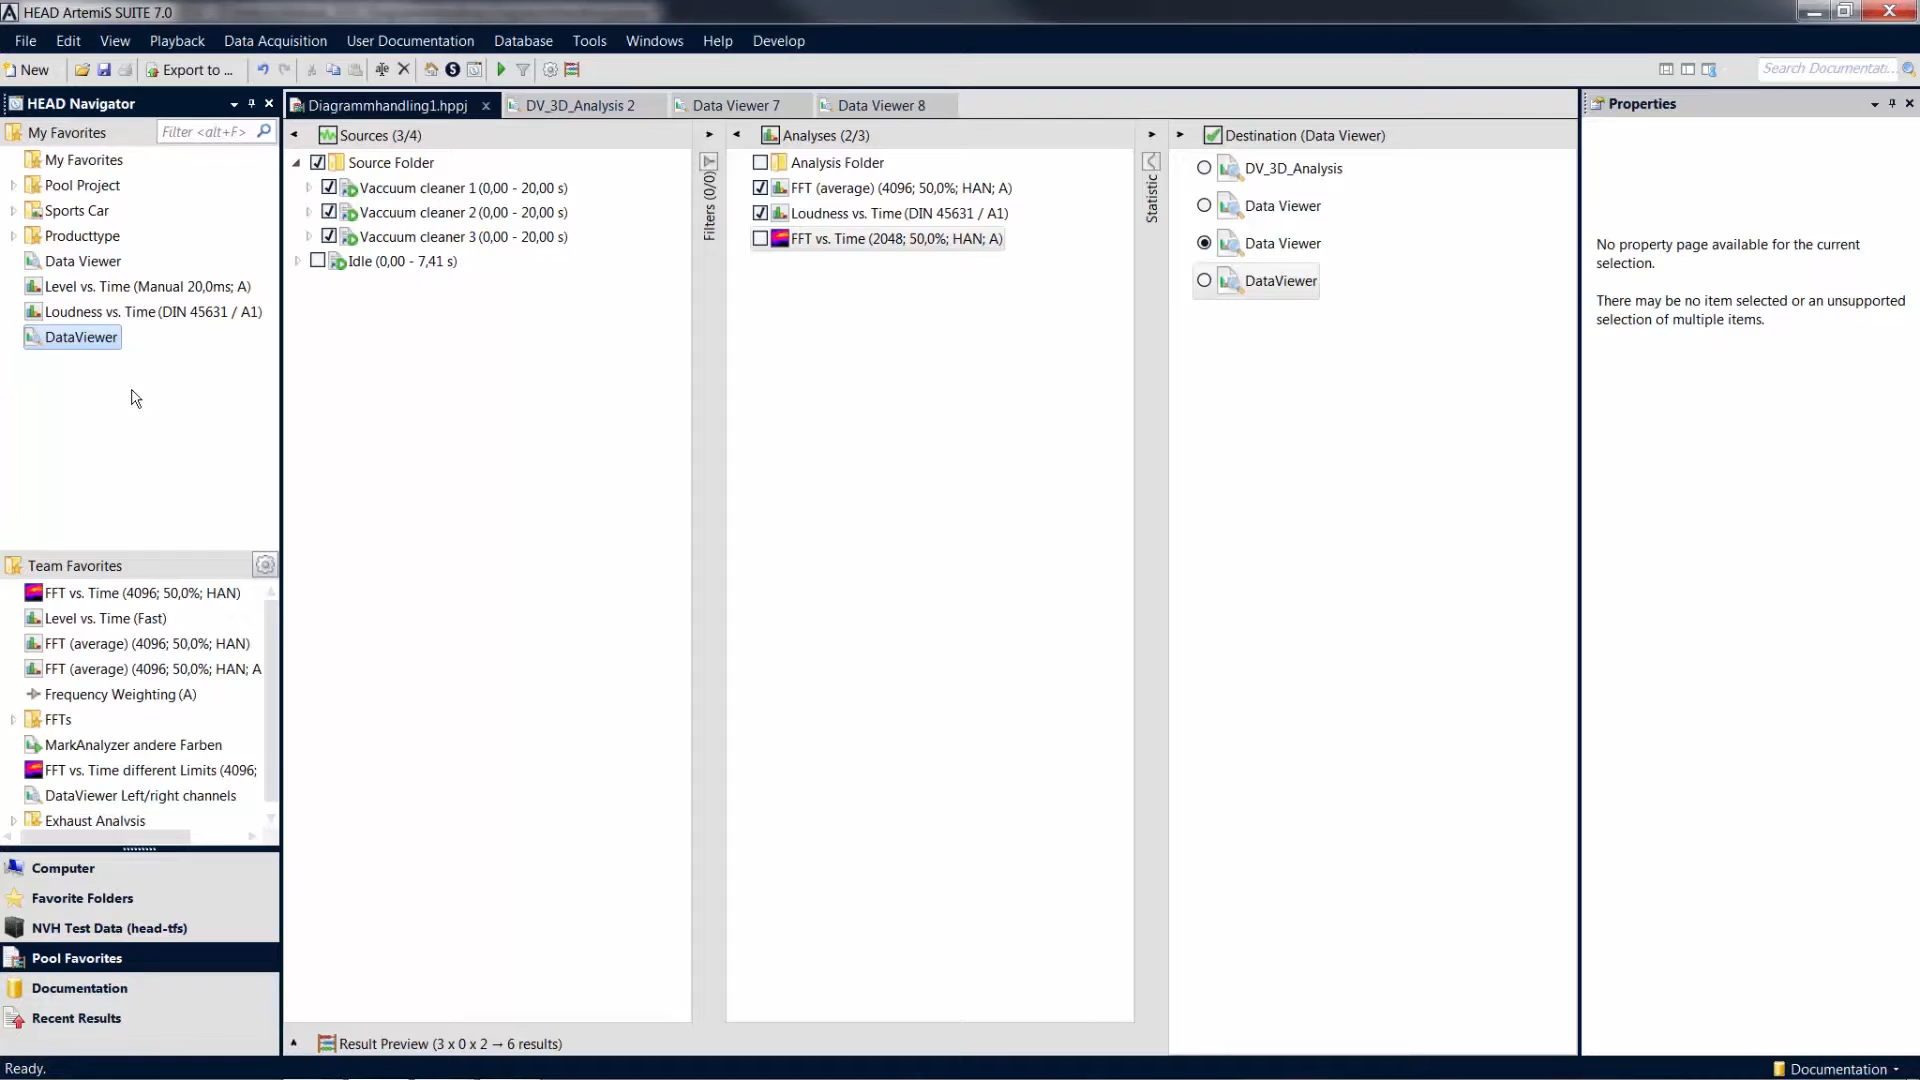 HEAD ArtemiS SUITE 7.0
File Edit View Playback Data Acquisition User Documentation Database Tools Windows Help Develop
New Export to ... Search Documentati...
HEAD Navigator
My Favorites Filter <alt+F>
My Favorites
Pool Project
Sports Car
Producttype
Data Viewer
Level vs. Time (Manual 20,0ms; A)
Loudness vs. Time (DIN 45631 / A1)
DataViewer
Team Favorites
FFT vs. Time (4096; 50,0%; HAN)
Level vs. Time (Fast)
FFT (average) (4096; 50,0%; HAN)
FFT (average) (4096; 50,0%; HAN; A
Frequency Weighting (A)
FFTs
MarkAnalyzer andere Farben
FFT vs. Time different Limits (4096;
DataViewer Left/right channels
Exhaust Analysis
Computer
Favorite Folders
NVH Test Data (head-tfs)
Pool Favorites
Documentation
Recent Results
Diagrammhandling1.hppj DV_3D_Analysis 2 Data Viewer 7 Data Viewer 8
Sources (3/4)
Source Folder
Vaccuum cleaner 1 (0,00 - 20,00 s)
Vaccuum cleaner 2 (0,00 - 20,00 s)
Vaccuum cleaner 3 (0,00 - 20,00 s)
Idle (0,00 - 7,41 s)
Filters (0/0)
Analyses (2/3)
Analysis Folder
FFT (average) (4096; 50,0%; HAN; A)
Loudness vs. Time (DIN 45631 / A1)
FFT vs. Time (2048; 50,0%; HAN; A)
Statistic
Destination (Data Viewer)
DV_3D_Analysis
Data Viewer
Data Viewer
DataViewer
Result Preview (3 x 0 x 2 → 6 results)
Properties
No property page available for the current
selection.
There may be no item selected or an unsupported
selection of multiple items.
Ready.
Documentation